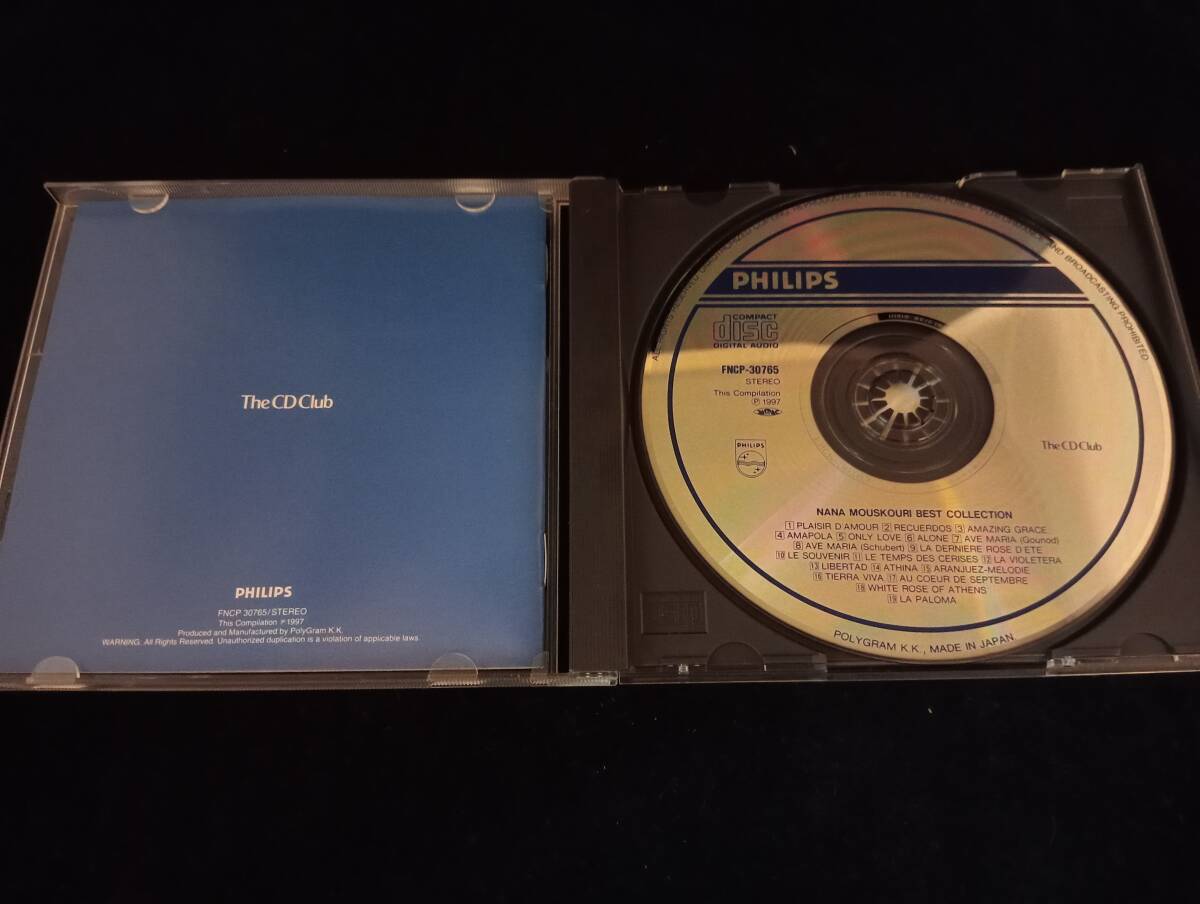 The CD Club
PHILIPS
FNCP 30765/STEREO
This Compilation ℗ 1997
Produced and Manufactured by PolyGram K.K.
WARNING. All Rights Reserved. Unauthorized duplication is a violation of applicable laws
AND BROADCASTING PROHIBITED
PHILIPS
COMPACT
disc
DIGITAL AUDIO
FNCP-30765
STEREO
This Compilation
℗ 1997
PHILIPS
The CD Club
NANA MOUSKOURI BEST COLLECTION
1 PLAISIR D'AMOUR 2 RECUERDOS 3 AMAZING GRACE
4 AMAPOLA 5 ONLY LOVE 6 ALONE 7 AVE MARIA (Gounod)
8 AVE MARIA (Schubert) 9 LA DERNIERE ROSE D'ETE
10 LE SOUVENIR 11 LE TEMPS DES CERISES 12 LA VIOLETERA
13 LIBERTAD 14 ATHINA 15 ARANJUEZ-MELODIE
16 TIERRA VIVA 17 AU COEUR DE SEPTEMBRE
18 WHITE ROSE OF ATHENS
19 LA PALOMA
POLYGRAM K.K., MADE IN JAPAN